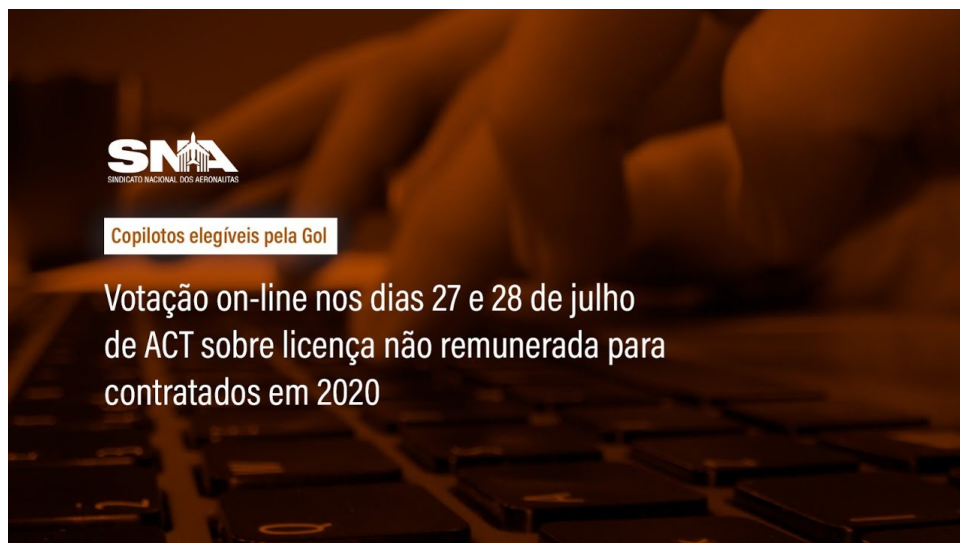 SNA
SINDICATO NACIONAL DOS AERONAUTAS
Copilotos elegíveis pela Gol
Votação on-line nos dias 27 e 28 de julho
de ACT sobre licença não remunerada para
contratados em 2020